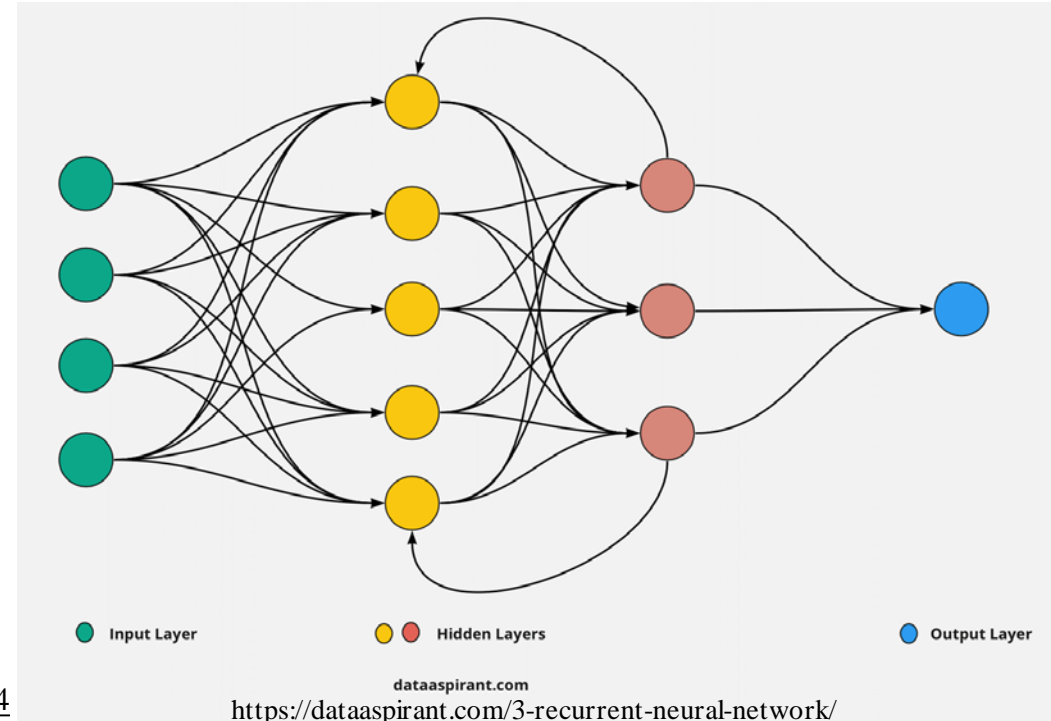 Input Layer
Hidden Layers
Output Layer
dataaspirant.com
4
https://dataaspirant.com/3-recurrent-neural-network/